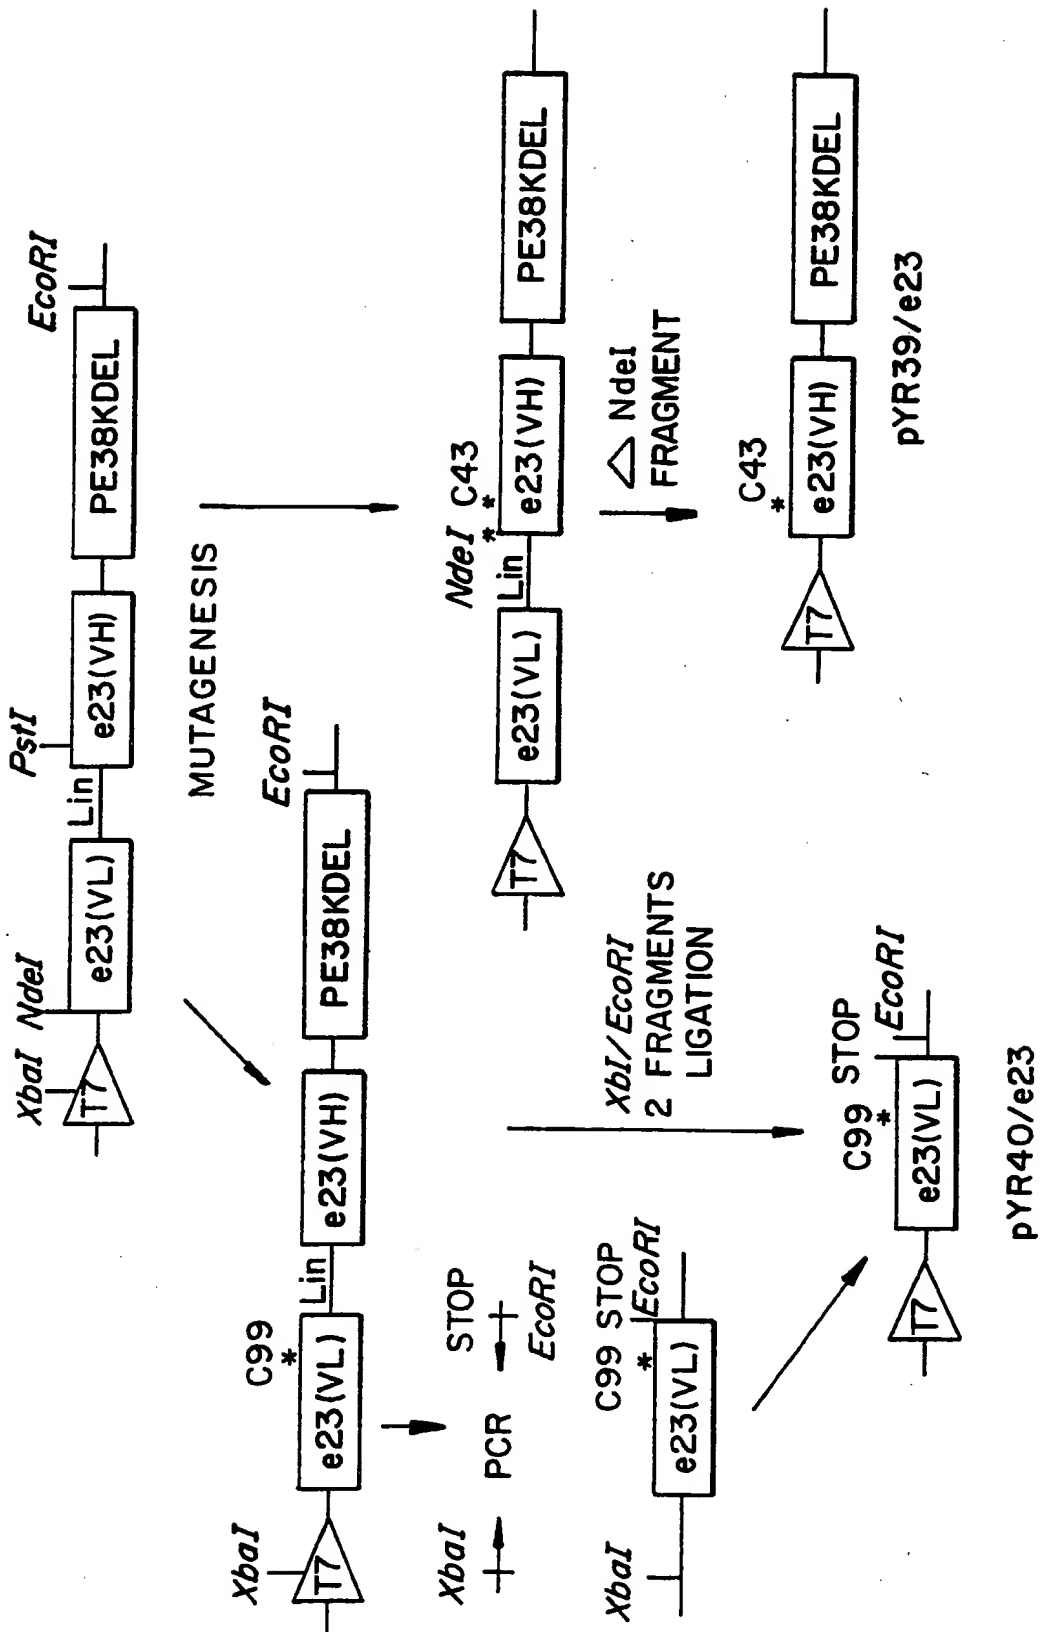 XbaI NdeI PstI EcoRI
T7 e23(VL) Lin e23(VH) PE38KDEL
MUTAGENESIS
XbaI C99 * EcoRI
T7 e23(VL) Lin e23(VH) PE38KDEL
XbaI PCR STOP
EcoRI
XbaI C99 STOP
* EcoRI
e23(VL)
XbI/EcoRI
2 FRAGMENTS
LIGATION
C99 STOP
* EcoRI
T7 e23(VL)
pYR40/e23
NdeI C43
* *
T7 e23(VL) Lin e23(VH) PE38KDEL
△ NdeI
FRAGMENT
C43
*
T7 e23(VH) PE38KDEL
pYR39/e23